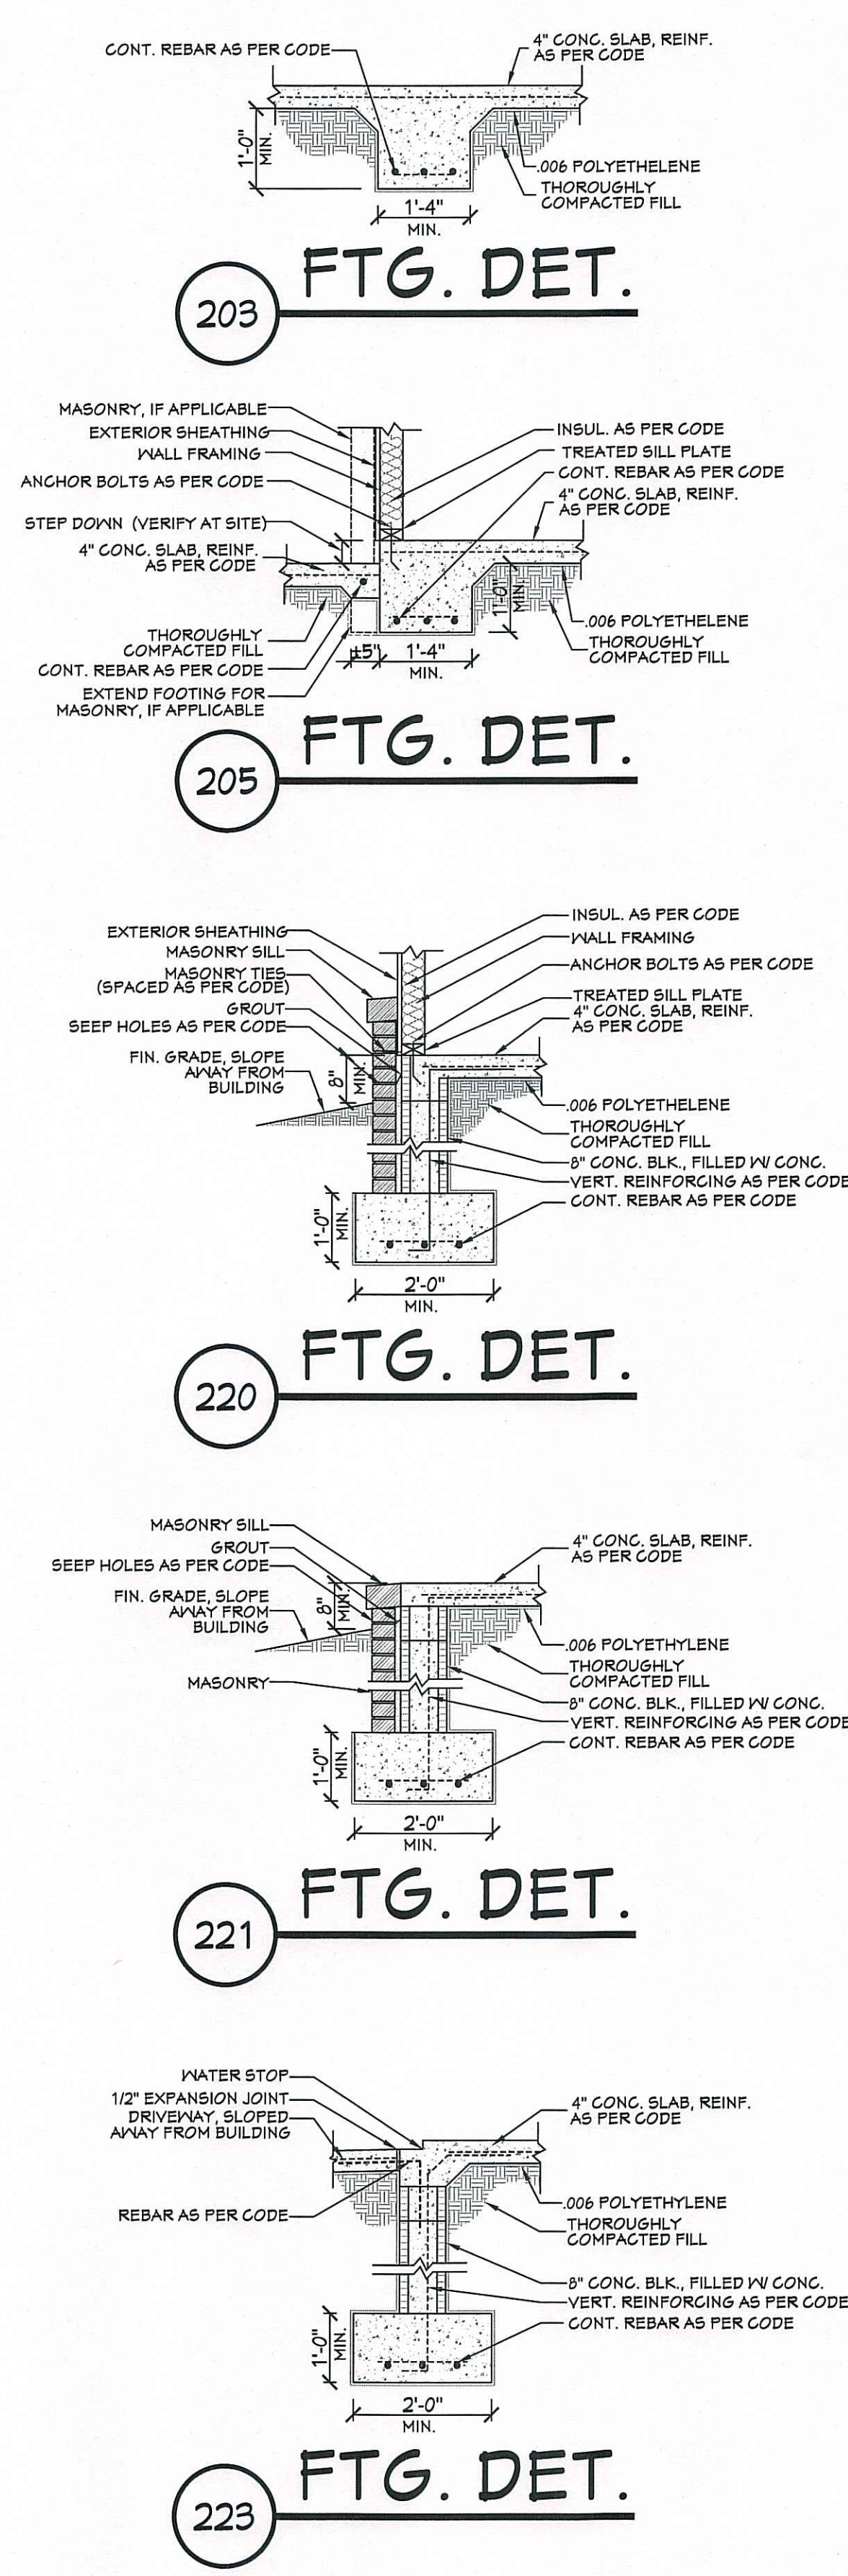 CONT. REBAR AS PER CODE
4" CONC. SLAB, REINF.
AS PER CODE
1'-0"
MIN.
.006 POLYETHELENE
THOROUGHLY
COMPACTED FILL
1'-4"
MIN.
FTG. DET.
203
MASONRY, IF APPLICABLE
EXTERIOR SHEATHING
WALL FRAMING
ANCHOR BOLTS AS PER CODE
STEP DOWN (VERIFY AT SITE)
4" CONC. SLAB, REINF.
AS PER CODE
THOROUGHLY
COMPACTED FILL
CONT. REBAR AS PER CODE
EXTEND FOOTING FOR
MASONRY, IF APPLICABLE
INSUL. AS PER CODE
TREATED SILL PLATE
CONT. REBAR AS PER CODE
4" CONC. SLAB, REINF.
AS PER CODE
1'-0"
MIN.
.006 POLYETHELENE
THOROUGHLY
COMPACTED FILL
±5"
1'-4"
MIN.
FTG. DET.
205
EXTERIOR SHEATHING
MASONRY SILL
MASONRY TIES
(SPACED AS PER CODE)
GROUT
SEEP HOLES AS PER CODE
FIN. GRADE, SLOPE
AWAY FROM
BUILDING
8"
MIN.
INSUL. AS PER CODE
WALL FRAMING
ANCHOR BOLTS AS PER CODE
TREATED SILL PLATE
4" CONC. SLAB, REINF.
AS PER CODE
.006 POLYETHELENE
THOROUGHLY
COMPACTED FILL
8" CONC. BLK., FILLED W/ CONC.
VERT. REINFORCING AS PER CODE
CONT. REBAR AS PER CODE
1'-0"
MIN.
2'-0"
MIN.
FTG. DET.
220
MASONRY SILL
GROUT
SEEP HOLES AS PER CODE
FIN. GRADE, SLOPE
AWAY FROM
BUILDING
8"
MIN.
MASONRY
4" CONC. SLAB, REINF.
AS PER CODE
.006 POLYETHYLENE
THOROUGHLY
COMPACTED FILL
8" CONC. BLK., FILLED W/ CONC.
VERT. REINFORCING AS PER CODE
CONT. REBAR AS PER CODE
1'-0"
MIN.
2'-0"
MIN.
FTG. DET.
221
WATER STOP
1/2" EXPANSION JOINT
DRIVEWAY, SLOPED
AWAY FROM BUILDING
REBAR AS PER CODE
4" CONC. SLAB, REINF.
AS PER CODE
.006 POLYETHYLENE
THOROUGHLY
COMPACTED FILL
8" CONC. BLK., FILLED W/ CONC.
VERT. REINFORCING AS PER CODE
CONT. REBAR AS PER CODE
1'-0"
MIN.
2'-0"
MIN.
FTG. DET.
223